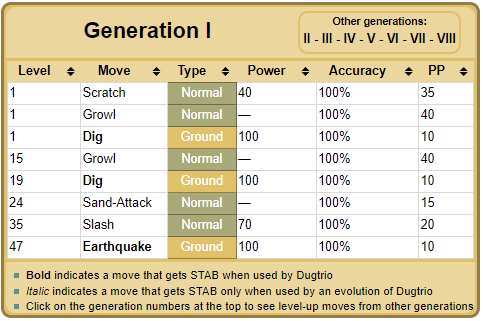 Generation I
Other generations:
II - III - IV - V - VI - VII - VIII
Level Move Type Power Accuracy PP
1 Scratch Normal 40 100% 35
1 Growl Normal — 100% 40
1 Dig Ground 100 100% 10
15 Growl Normal — 100% 40
19 Dig Ground 100 100% 10
24 Sand-Attack Normal — 100% 15
35 Slash Normal 70 100% 20
47 Earthquake Ground 100 100% 10
Bold indicates a move that gets STAB when used by Dugtrio
Italic indicates a move that gets STAB only when used by an evolution of Dugtrio
Click on the generation numbers at the top to see level-up moves from other generations